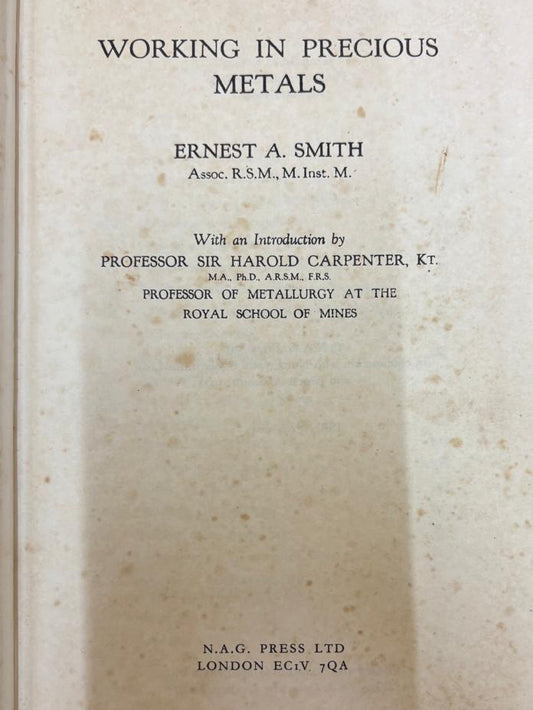 WORKING IN PRECIOUS
METALS
ERNEST A. SMITH
Assoc. R.S.M., M. Inst. M.
With an Introduction by
PROFESSOR SIR HAROLD CARPENTER, KT.
M.A., Ph.D., A.R.S.M., F.R.S.
PROFESSOR OF METALLURGY AT THE
ROYAL SCHOOL OF MINES
N.A.G. PRESS LTD
LONDON EC1V 7QA